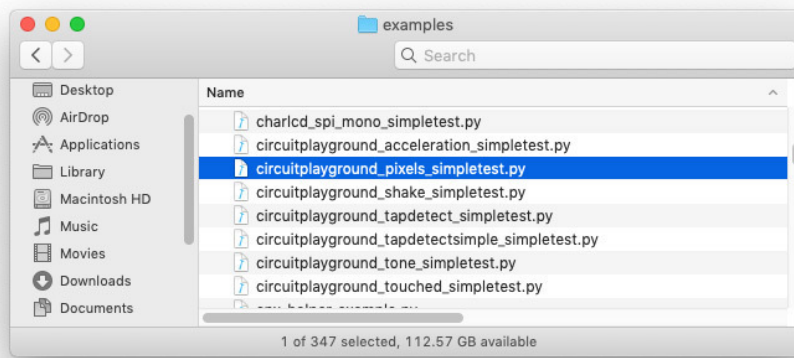 examples
Search
Desktop
AirDrop
Applications
Library
Macintosh HD
Music
Movies
Downloads
Documents
Name
charlcd_spi_mono_simpletest.py
circuitplayground_acceleration_simpletest.py
circuitplayground_pixels_simpletest.py
circuitplayground_shake_simpletest.py
circuitplayground_tapdetect_simpletest.py
circuitplayground_tapdetectsimple_simpletest.py
circuitplayground_tone_simpletest.py
circuitplayground_touched_simpletest.py
1 of 347 selected, 112.57 GB available